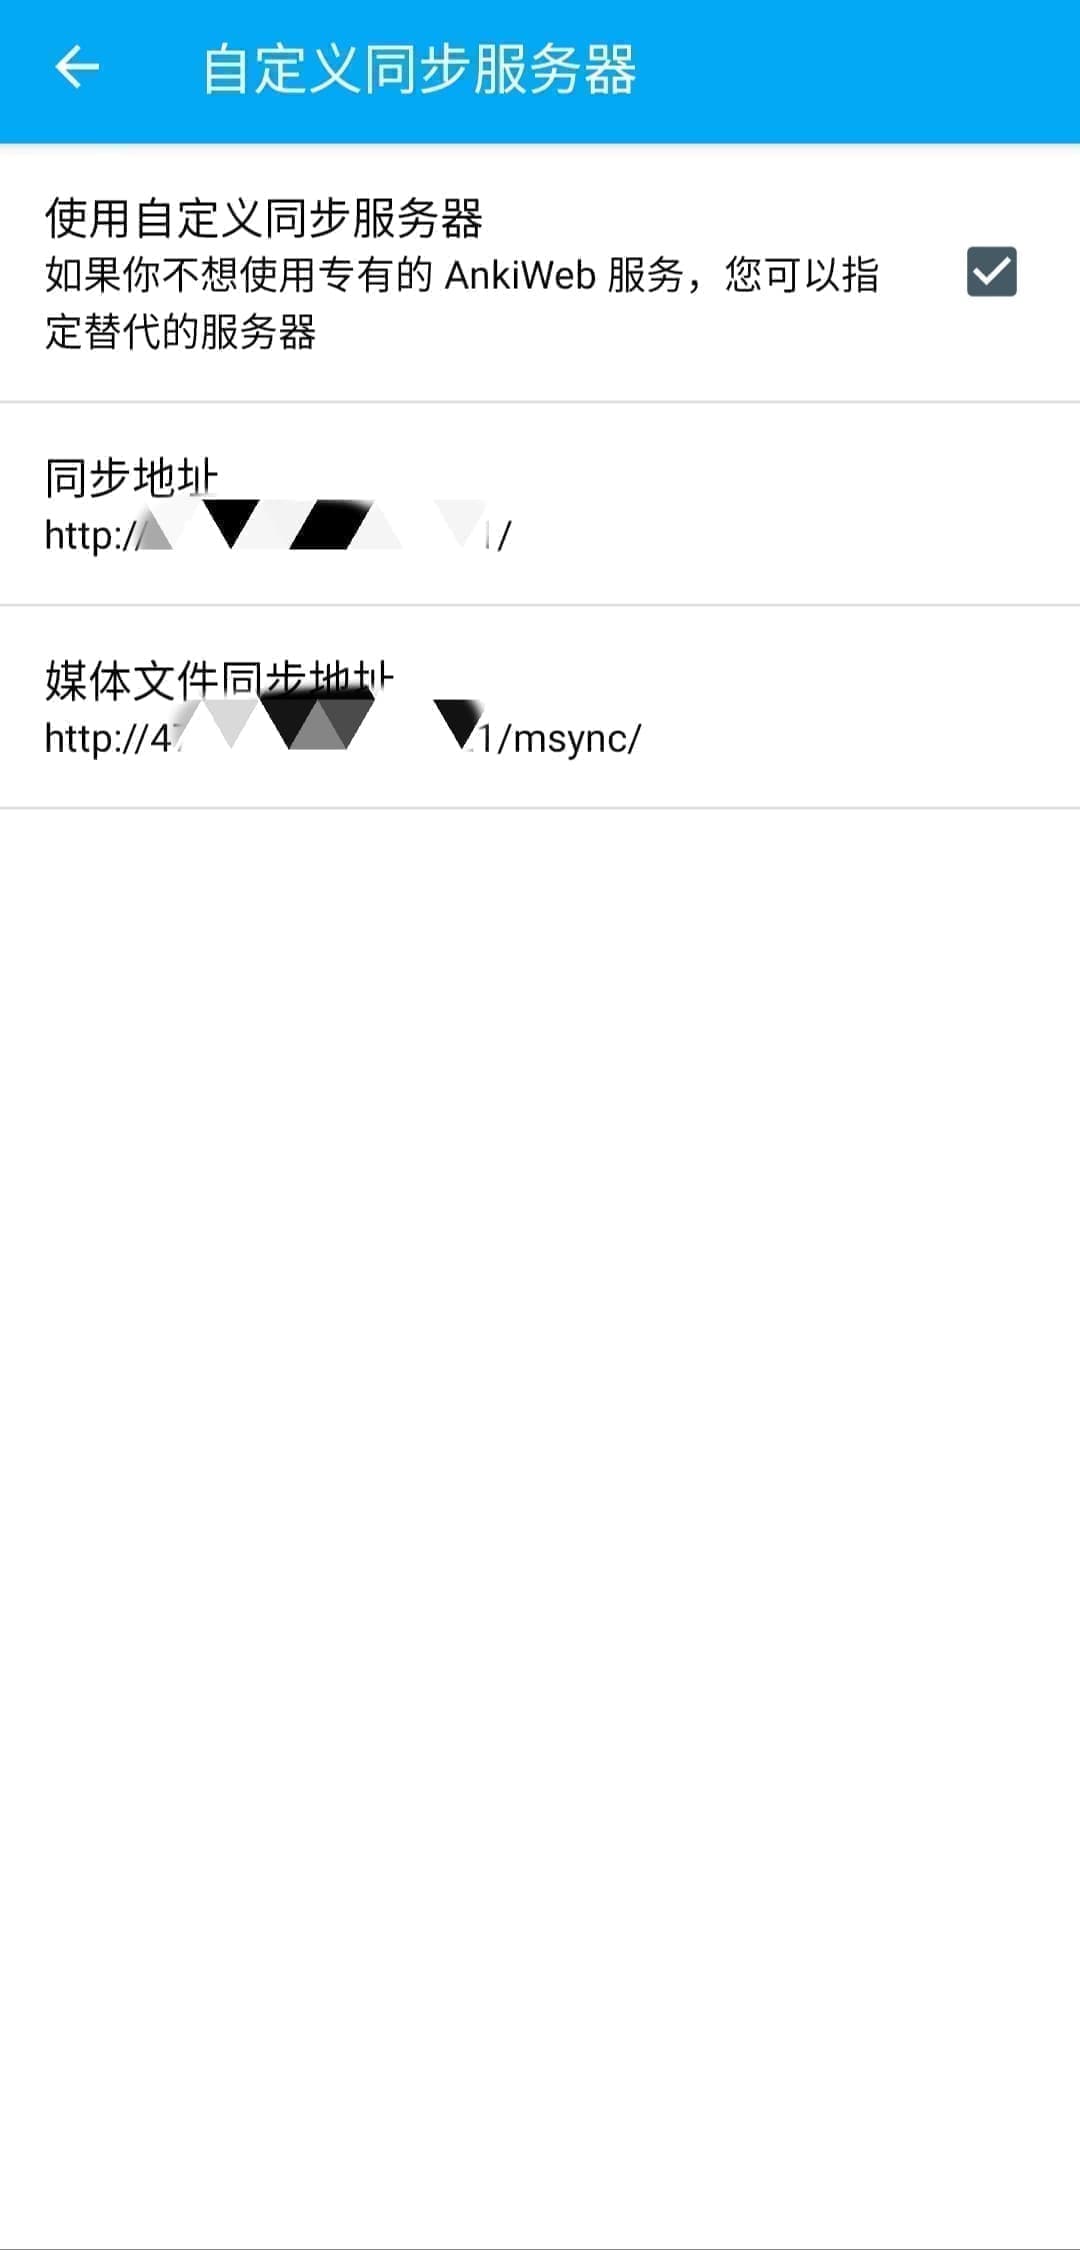 自定义同步服务器
使用自定义同步服务器
如果你不想使用专有的 AnkiWeb 服务，您可以指
定替代的服务器
同步地址
http://
/
媒体文件同步地址
http://4
1/msync/